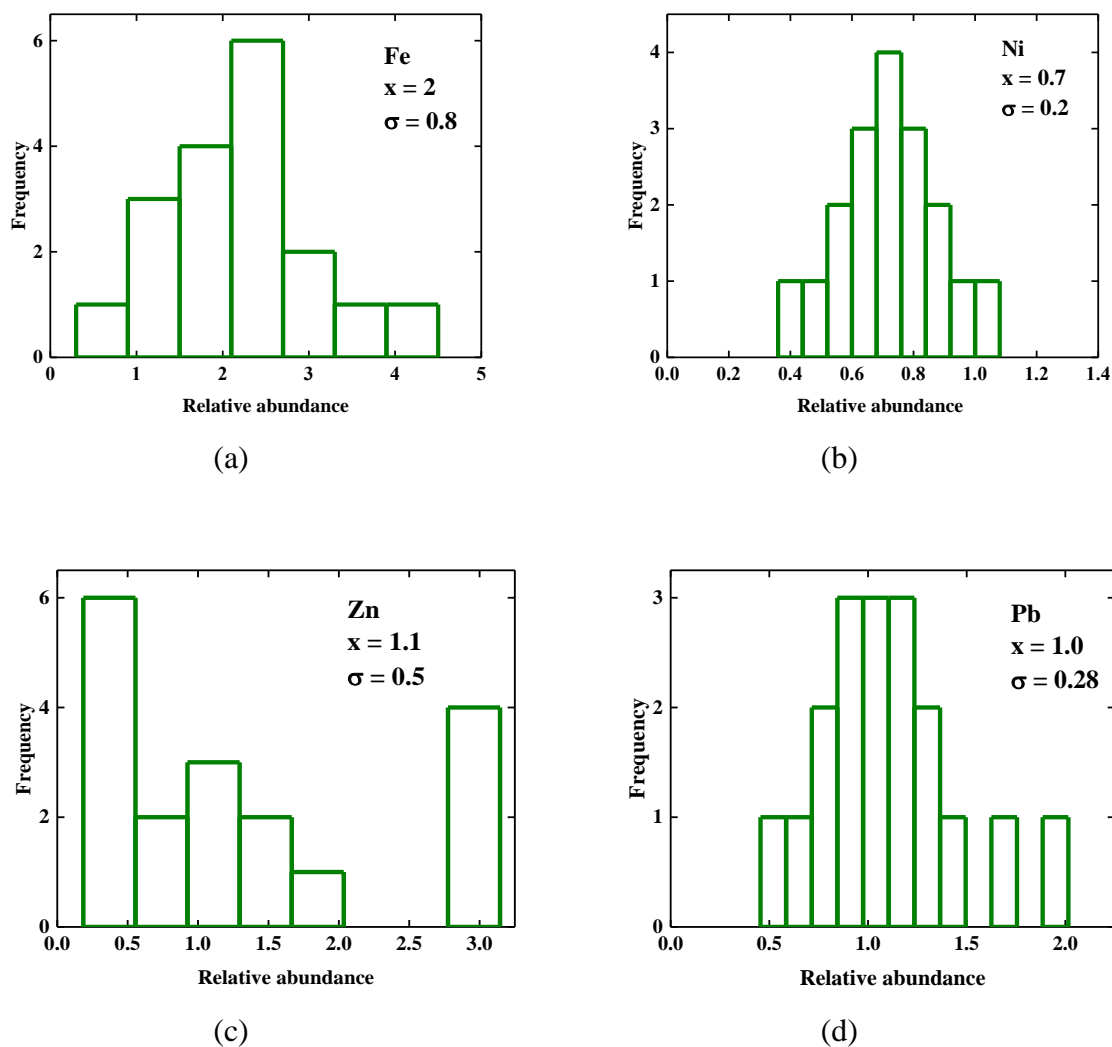 Fe
x = 2
σ = 0.8
Frequency
6
4
2
0
0 1 2 3 4 5
Relative abundance
(a)
Ni
x = 0.7
σ = 0.2
Frequency
4
3
2
1
0
0.0 0.2 0.4 0.6 0.8 1.0 1.2 1.4
Relative abundance
(b)
Zn
x = 1.1
σ = 0.5
Frequency
6
4
2
0
0.0 0.5 1.0 1.5 2.0 2.5 3.0
Relative abundance
(c)
Pb
x = 1.0
σ = 0.28
Frequency
3
2
1
0
0.0 0.5 1.0 1.5 2.0
Relative abundance
(d)